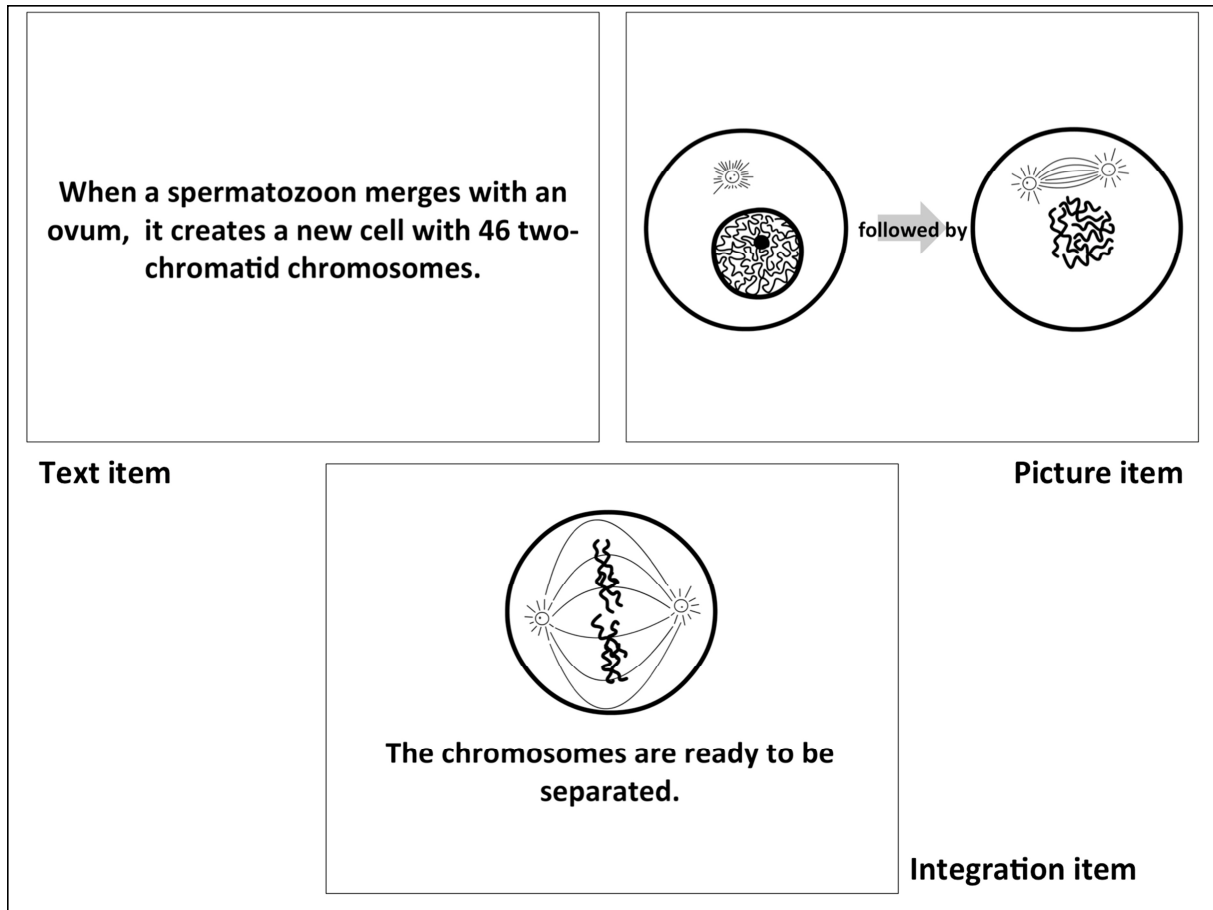 When a spermatozoon merges with an
ovum,  it creates a new cell with 46 two-
chromatid chromosomes.
followed by
Text item
Picture item
The chromosomes are ready to be
separated.
Integration item